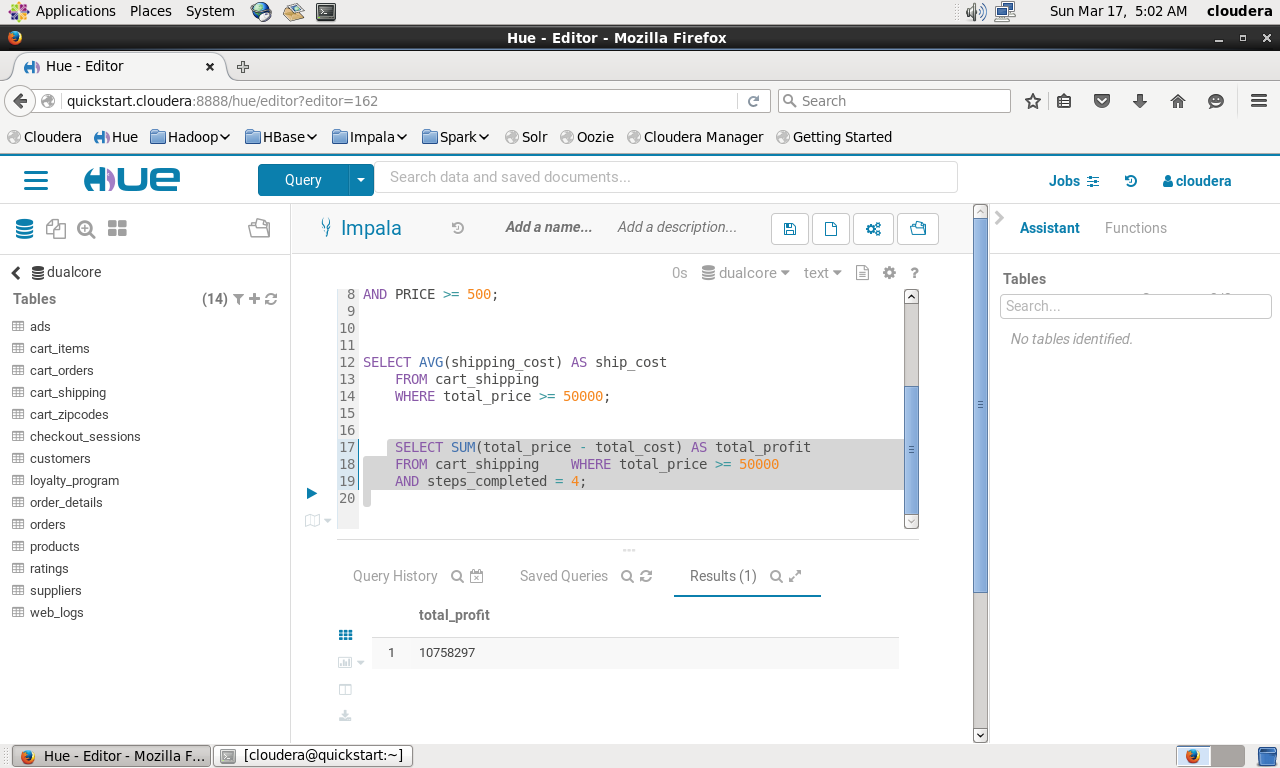 Applications Places System Sun Mar 17, 5:02 AM cloudera
Hue - Editor - Mozilla Firefox
Hue - Editor
quickstart.cloudera:8888/hue/editor?editor=162 Search
Cloudera Hue Hadoop HBase Impala Spark Solr Oozie Cloudera Manager Getting Started
HUE Query Search data and saved documents... Jobs cloudera
Impala Add a name... Add a description... Assistant Functions
dualcore 0s dualcore text ?
Tables (14)
ads
cart_items
cart_orders
cart_shipping
cart_zipcodes
checkout_sessions
customers
loyalty_program
order_details
orders
products
ratings
suppliers
web_logs
8 AND PRICE >= 500;
9
10
11
12 SELECT AVG(shipping_cost) AS ship_cost
13 FROM cart_shipping
14 WHERE total_price >= 50000;
15
16
17 SELECT SUM(total_price - total_cost) AS total_profit
18 FROM cart_shipping WHERE total_price >= 50000
19 AND steps_completed = 4;
20
Tables
Search...
No tables identified.
Query History Saved Queries Results (1)
total_profit
1 10758297
Hue - Editor - Mozilla F... [cloudera@quickstart:~]